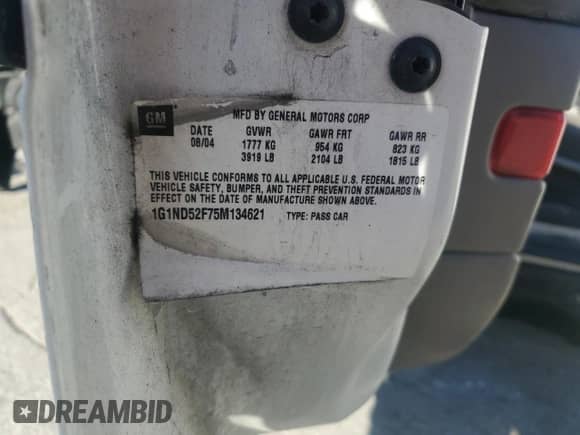 GM
MFD BY GENERAL MOTORS CORP
DATE GVWR GAWR FRT GAWR RR
08/04 1777 KG 954 KG 823 KG
3919 LB 2104 LB 1815 LB
THIS VEHICLE CONFORMS TO ALL APPLICABLE U.S. FEDERAL MOTOR
VEHICLE SAFETY, BUMPER, AND THEFT PREVENTION STANDARDS IN
EFFECT ON THE DATE OF MANUFACTURE SHOWN ABOVE.
1G1ND52F75M134621 TYPE: PASS CAR
DREAMBID